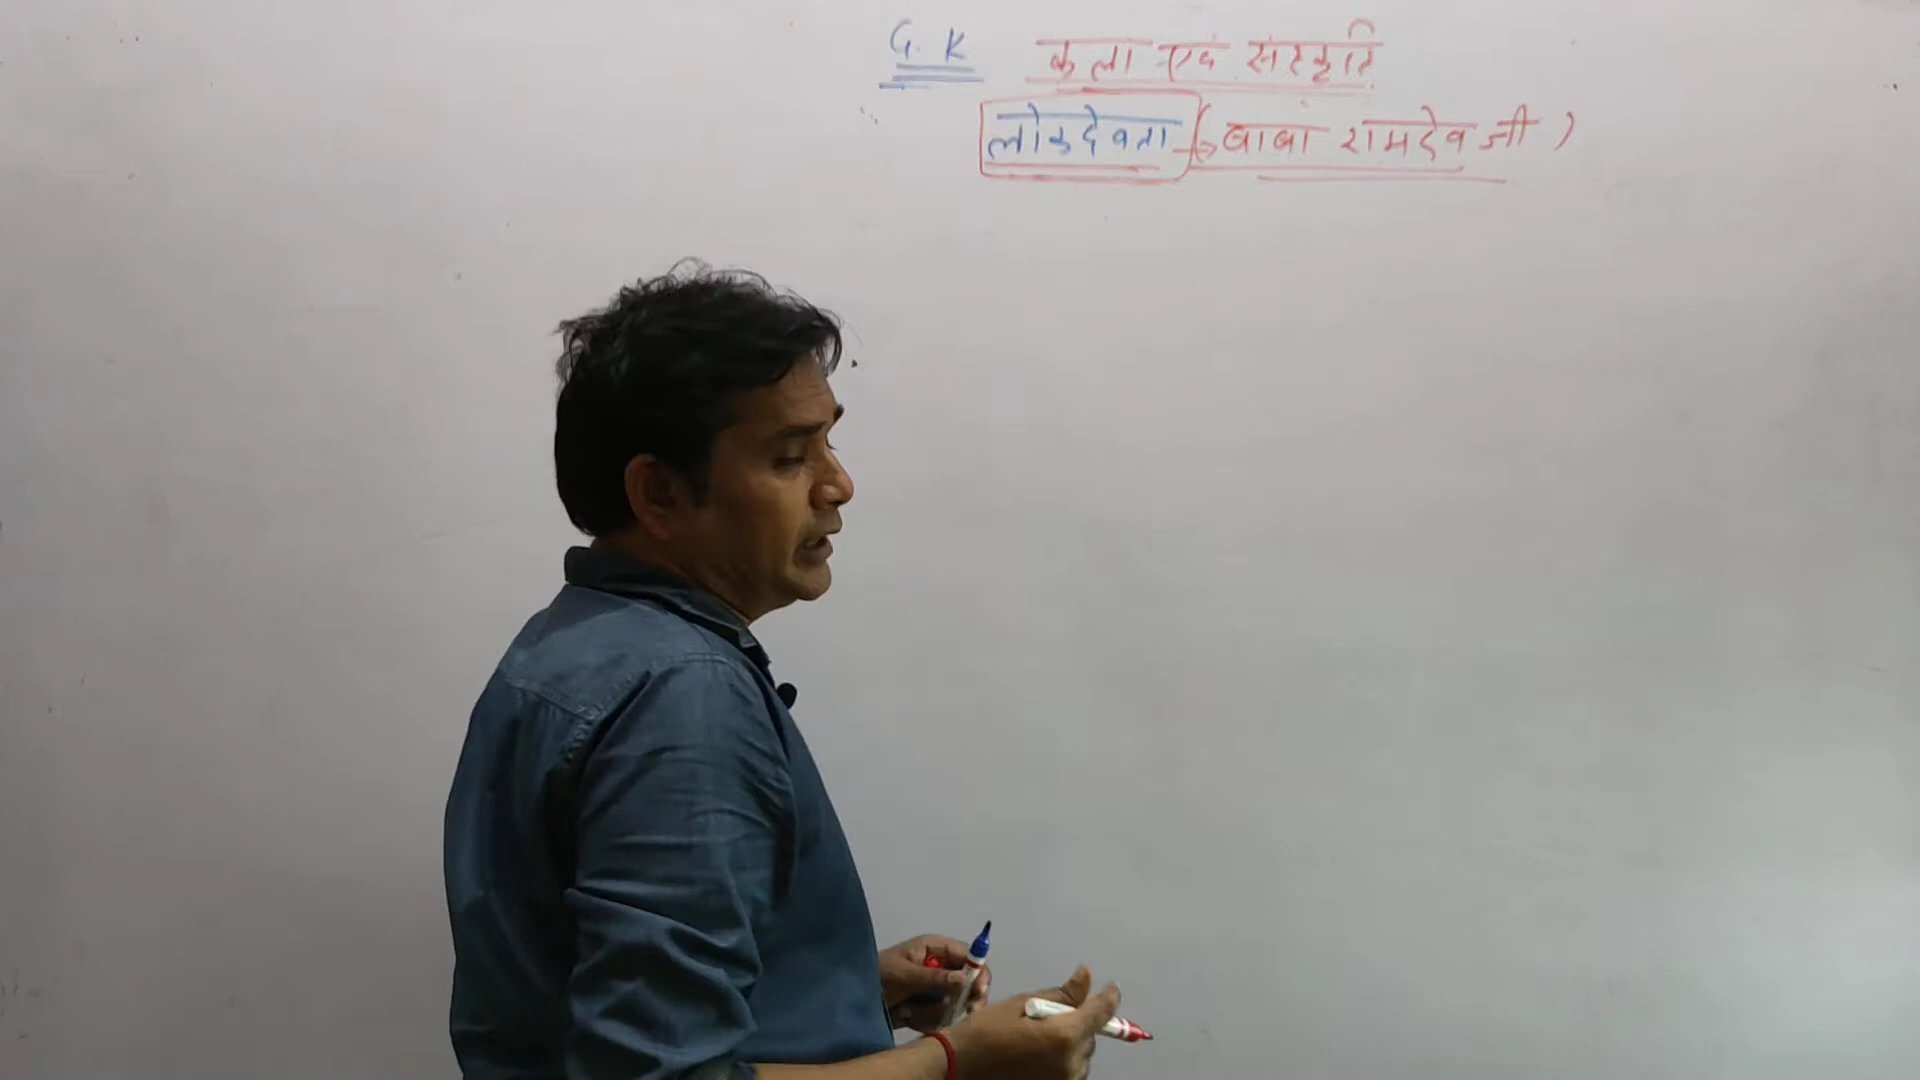 G.K कला एवं संस्कृति
लोकदेवता → (बाबा रामदेव जी)